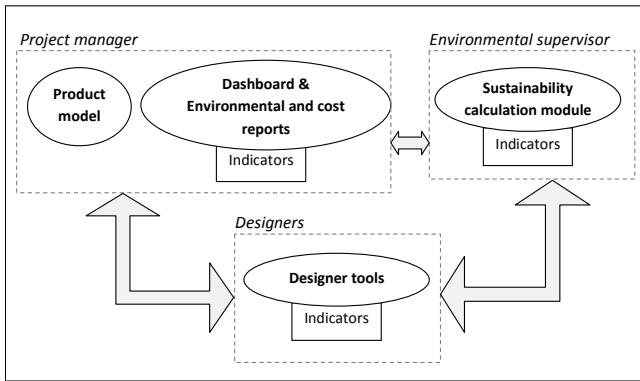 Project manager
Environmental supervisor
Product
model
Dashboard &
Environmental and cost
reports
Indicators
Sustainability
calculation module
Indicators
Designers
Designer tools
Indicators